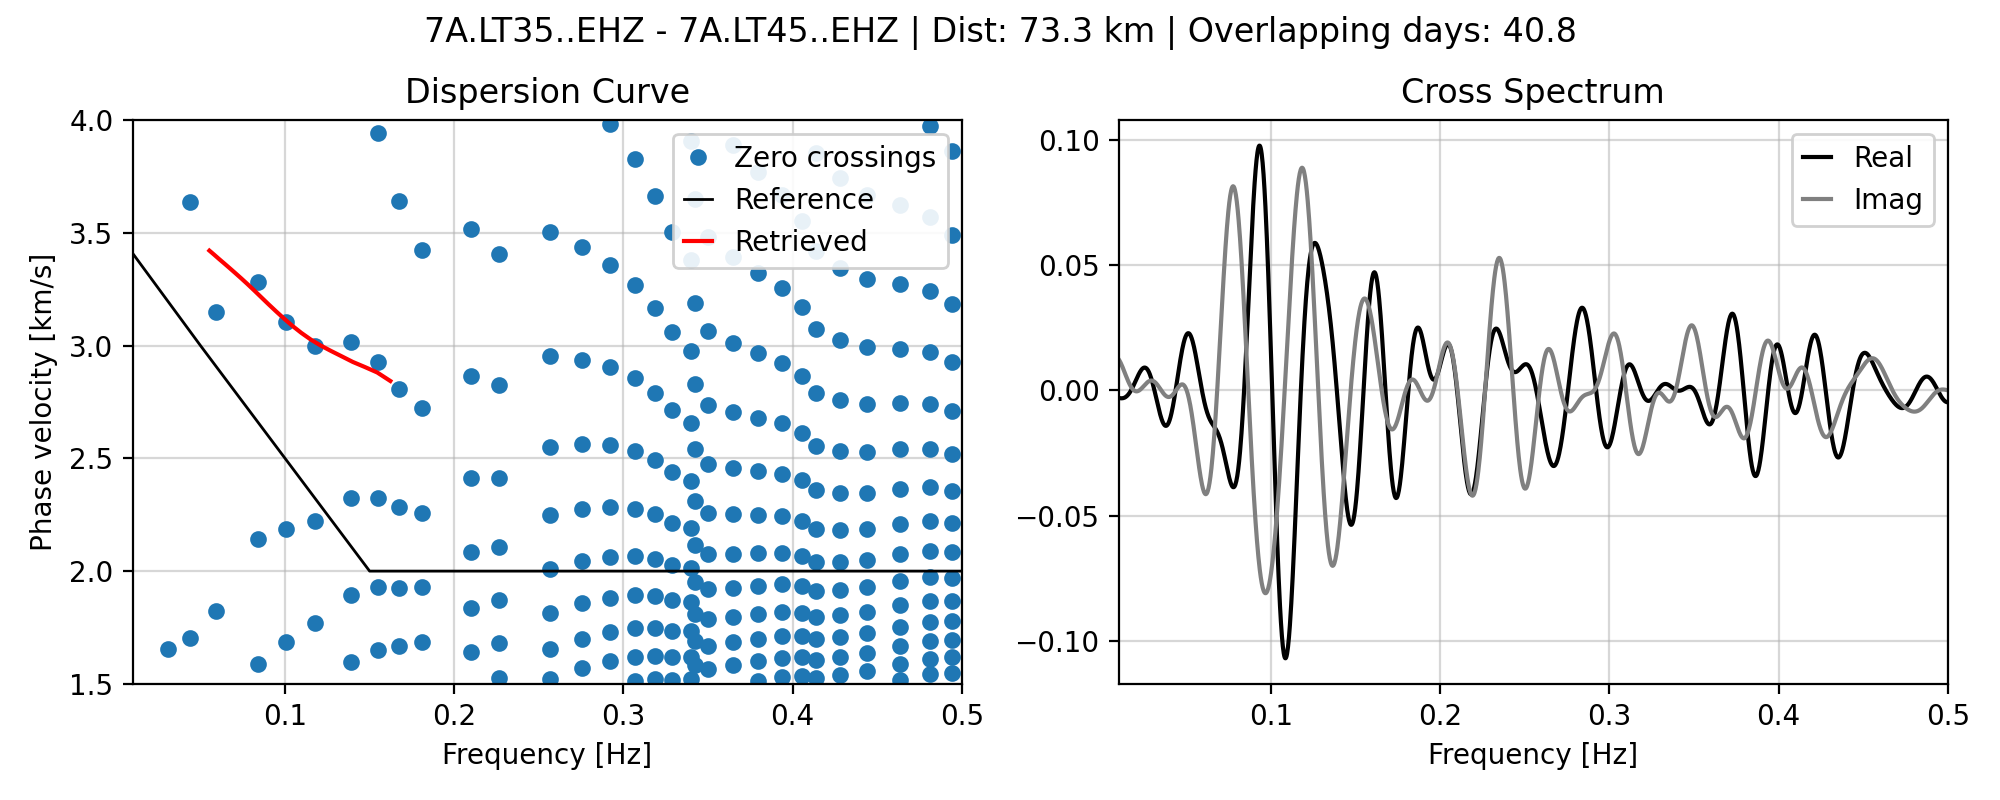 7A.LT35..EHZ - 7A.LT45..EHZ | Dist: 73.3 km | Overlapping days: 40.8
Dispersion Curve
4.0
3.5
3.0
2.5
2.0
1.5
Phase velocity [km/s]
0.1
0.2
0.3
0.4
0.5
Frequency [Hz]
Zero crossings
Reference
Retrieved
Cross Spectrum
0.10
0.05
0.00
−0.05
−0.10
0.1
0.2
0.3
0.4
0.5
Frequency [Hz]
Real
Imag